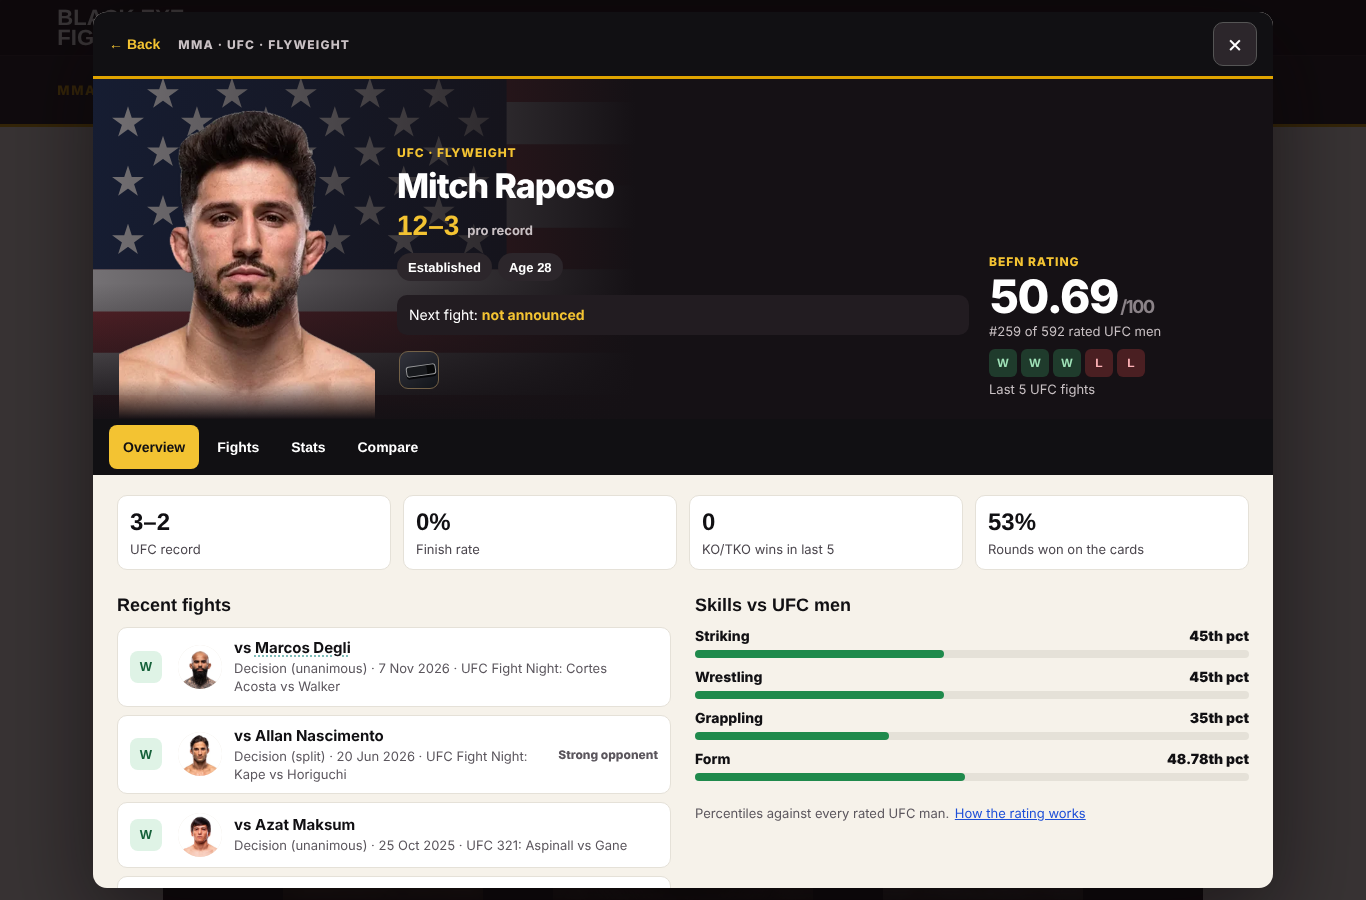 BLACK EYE
FIG
← Back
MMA · UFC · FLYWEIGHT
×
MMA
UFC · FLYWEIGHT
Mitch Raposo
12–3 pro record
Established
Age 28
Next fight: not announced
BEFN RATING
50.69/100
#259 of 592 rated UFC men
W W W L L
Last 5 UFC fights
Overview
Fights
Stats
Compare
3–2
UFC record
0%
Finish rate
0
KO/TKO wins in last 5
53%
Rounds won on the cards
Recent fights
W
vs Marcos Degli
Decision (unanimous) · 7 Nov 2026 · UFC Fight Night: Cortes
Acosta vs Walker
W
vs Allan Nascimento
Decision (split) · 20 Jun 2026 · UFC Fight Night:
Kape vs Horiguchi
Strong opponent
W
vs Azat Maksum
Decision (unanimous) · 25 Oct 2025 · UFC 321: Aspinall vs Gane
Skills vs UFC men
Striking 45th pct
Wrestling 45th pct
Grappling 35th pct
Form 48.78th pct
Percentiles against every rated UFC man. How the rating works